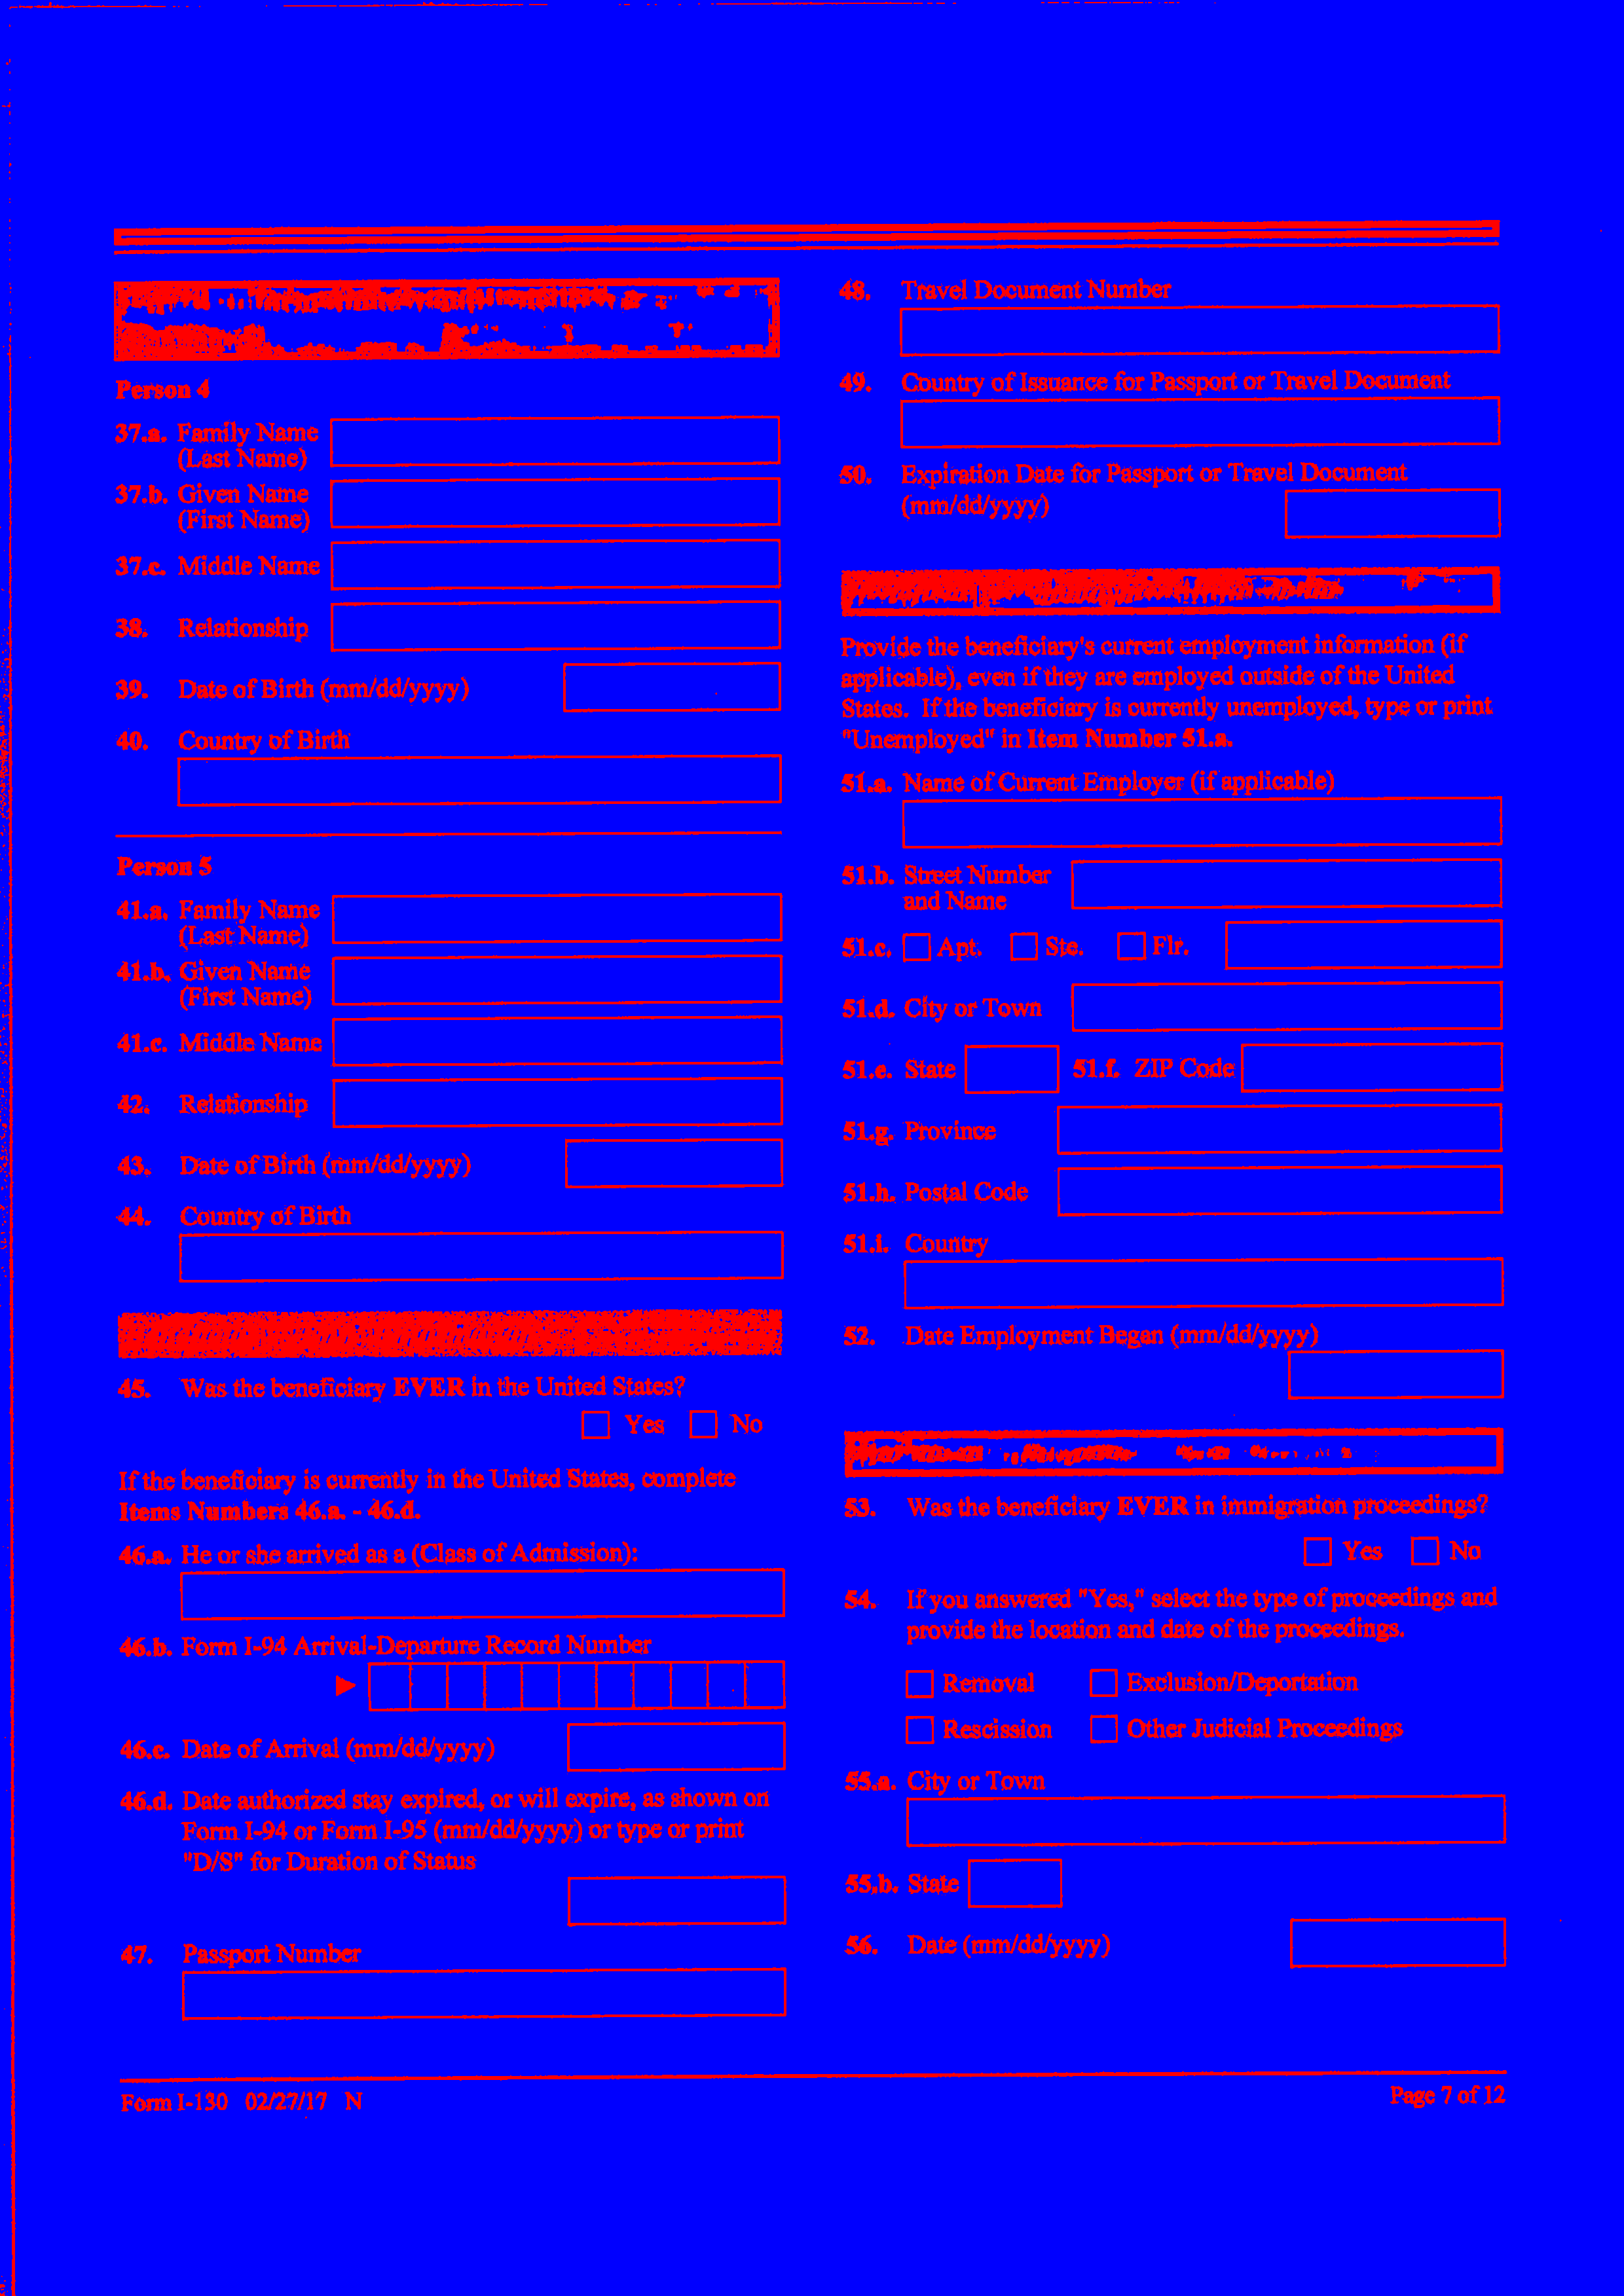 Person 4
37.a. Family Name
(Last Name)
37.b. Given Name
(First Name)
37.c. Middle Name
38. Relationship
39. Date of Birth (mm/dd/yyyy)
40. Country of Birth
Person 5
41.a. Family Name
(Last Name)
41.b. Given Name
(First Name)
41.c. Middle Name
42. Relationship
43. Date of Birth (mm/dd/yyyy)
44. Country of Birth
45. Was the beneficiary EVER in the United States?
Yes No
If the beneficiary is currently in the United States, complete
Items Numbers 46.a. - 46.d.
46.a. He or she arrived as a (Class of Admission):
46.b. Form I-94 Arrival-Departure Record Number
46.c. Date of Arrival (mm/dd/yyyy)
46.d. Date authorized stay expired, or will expire, as shown on
Form I-94 or Form I-95 (mm/dd/yyyy) or type or print
"D/S" for Duration of Status
47. Passport Number
48. Travel Document Number
49. Country of Issuance for Passport or Travel Document
50. Expiration Date for Passport or Travel Document
(mm/dd/yyyy)
Provide the beneficiary's current employment information (if
applicable), even if they are employed outside of the United
States. If the beneficiary is currently unemployed, type or print
"Unemployed" in Item Number 51.a.
51.a. Name of Current Employer (if applicable)
51.b. Street Number
and Name
51.c. Apt. Ste. Flr.
51.d. City or Town
51.e. State 51.f. ZIP Code
51.g. Province
51.h. Postal Code
51.i. Country
52. Date Employment Began (mm/dd/yyyy)
53. Was the beneficiary EVER in immigration proceedings?
Yes No
54. If you answered "Yes," select the type of proceedings and
provide the location and date of the proceedings.
Removal Exclusion/Deportation
Rescission Other Judicial Proceedings
55.a. City or Town
55.b. State
56. Date (mm/dd/yyyy)
Form I-130 02/27/17 N
Page 7 of 12